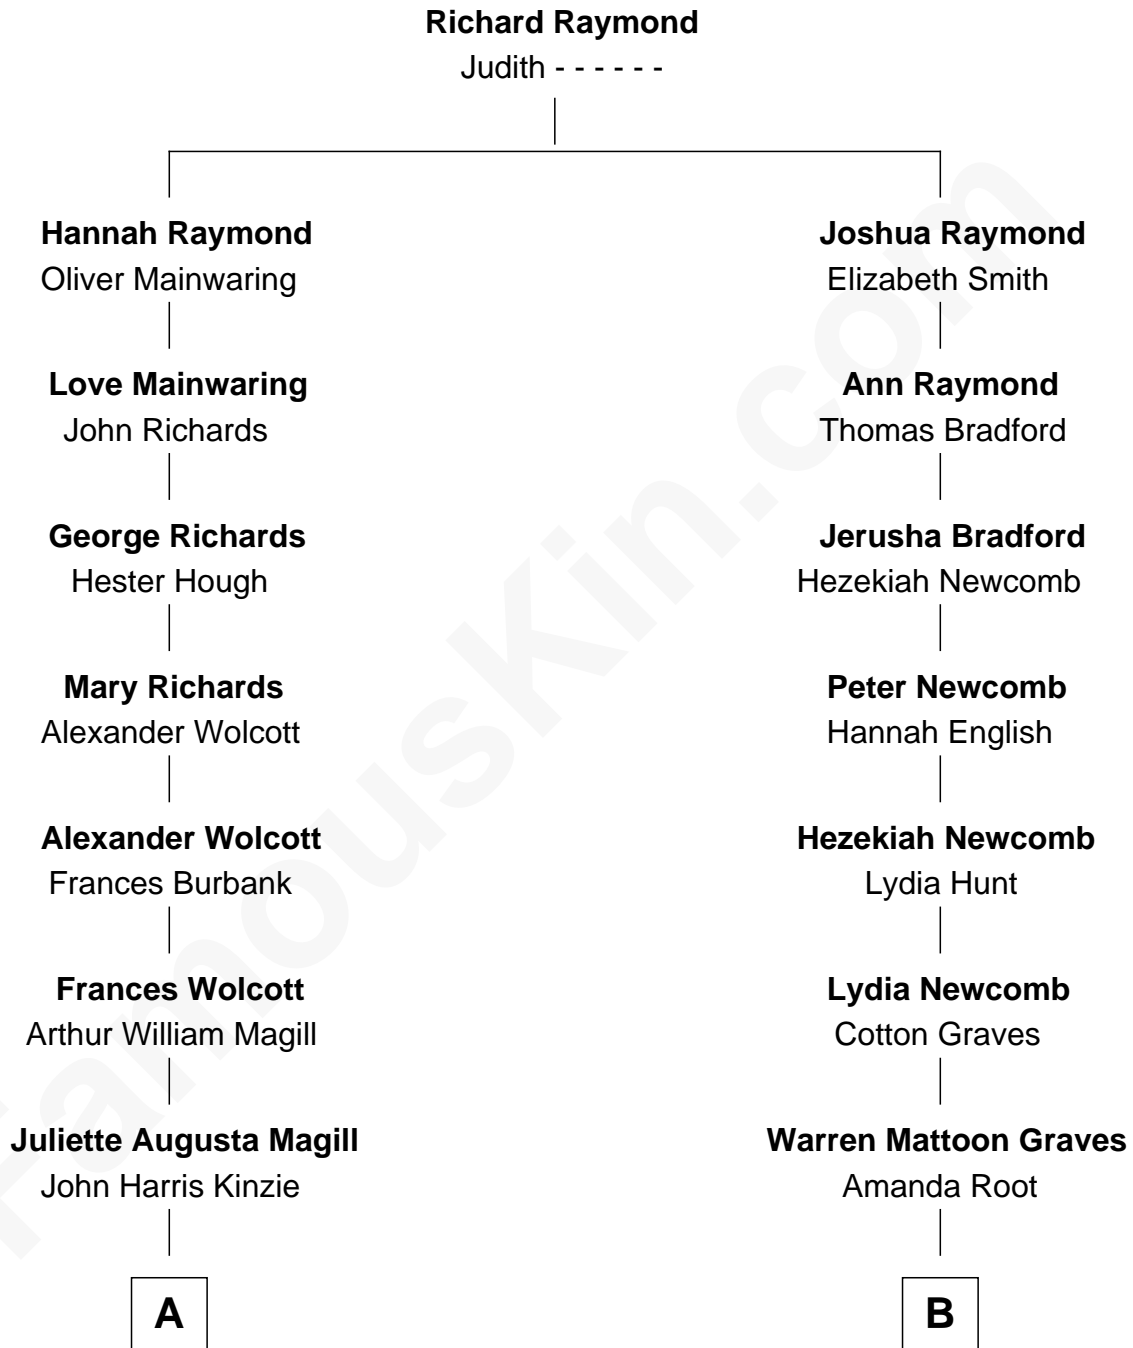 Richard Raymond
Judith - - - - - -
Hannah Raymond
Oliver Mainwaring
Joshua Raymond
Elizabeth Smith
Love Mainwaring
John Richards
Ann Raymond
Thomas Bradford
George Richards
Hester Hough
Jerusha Bradford
Hezekiah Newcomb
Mary Richards
Alexander Wolcott
Peter Newcomb
Hannah English
Alexander Wolcott
Frances Burbank
Hezekiah Newcomb
Lydia Hunt
Frances Wolcott
Arthur William Magill
Lydia Newcomb
Cotton Graves
Juliette Augusta Magill
John Harris Kinzie
Warren Mattoon Graves
Amanda Root
A
B
FamousKin.com